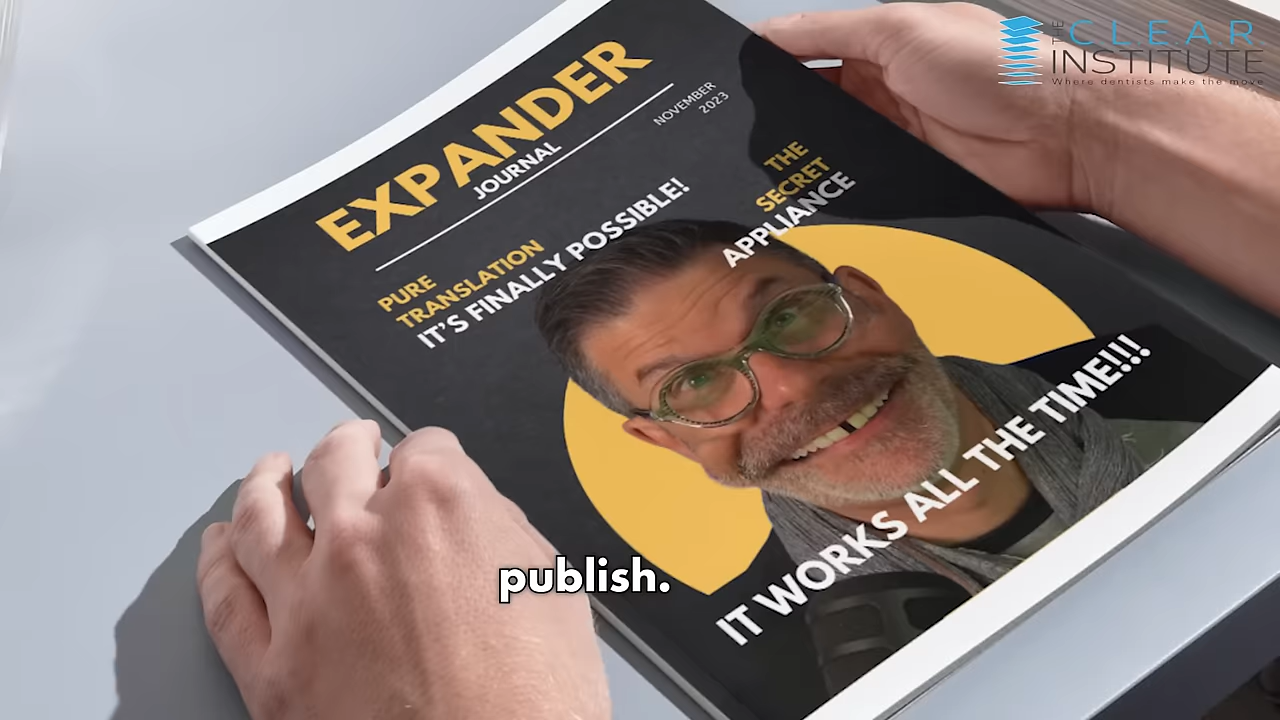 EXPANDER
JOURNAL
NOVEMBER
2023
PURE
TRANSLATION
IT'S FINALLY POSSIBLE!
THE
SECRET
APPLIANCE
IT WORKS ALL THE TIME!!!
publish.
THE CLEAR
INSTITUTE
Where dentists make the move